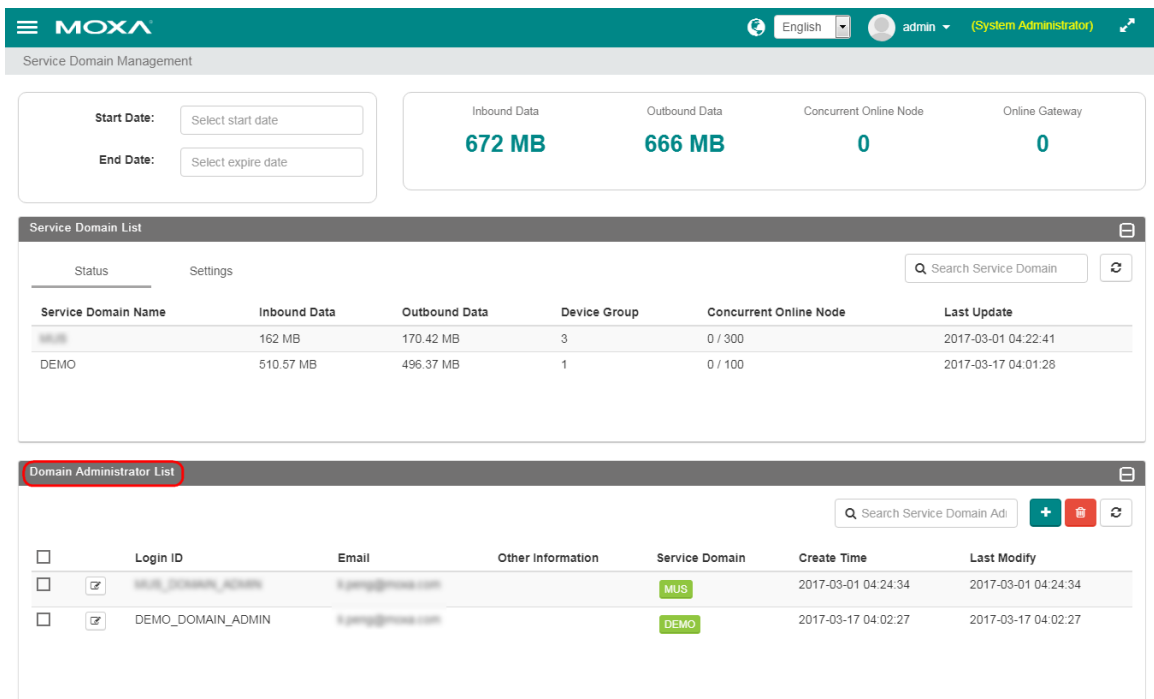 MOXA English admin (System Administrator)
Service Domain Management
Start Date: Select start date
End Date: Select expire date
Inbound Data Outbound Data Concurrent Online Node Online Gateway
672 MB 666 MB 0 0
Service Domain List
Status Settings Search Service Domain
Service Domain Name Inbound Data Outbound Data Device Group Concurrent Online Node Last Update
162 MB 170.42 MB 3 0 / 300 2017-03-01 04:22:41
DEMO 510.57 MB 496.37 MB 1 0 / 100 2017-03-17 04:01:28
Domain Administrator List
Search Service Domain Ad
Login ID Email Other Information Service Domain Create Time Last Modify
MUS 2017-03-01 04:24:34 2017-03-01 04:24:34
DEMO_DOMAIN_ADMIN DEMO 2017-03-17 04:02:27 2017-03-17 04:02:27